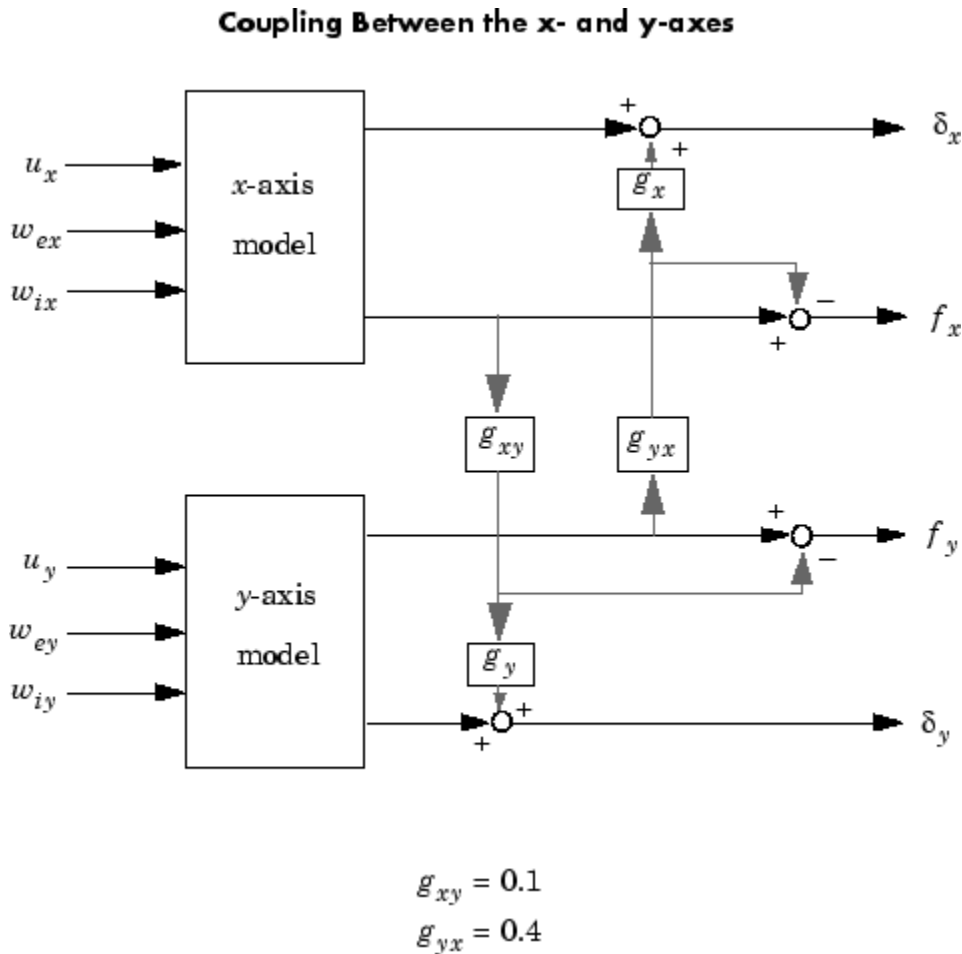 Coupling Between the x- and y-axes
+
δx
+
gx
ux
x-axis
wex
model
wix
−
fx
+
gxy
gyx
+
fy
−
uy
y-axis
wey
model
gy
wiy
+
+
δy
gxy = 0.1
gyx = 0.4